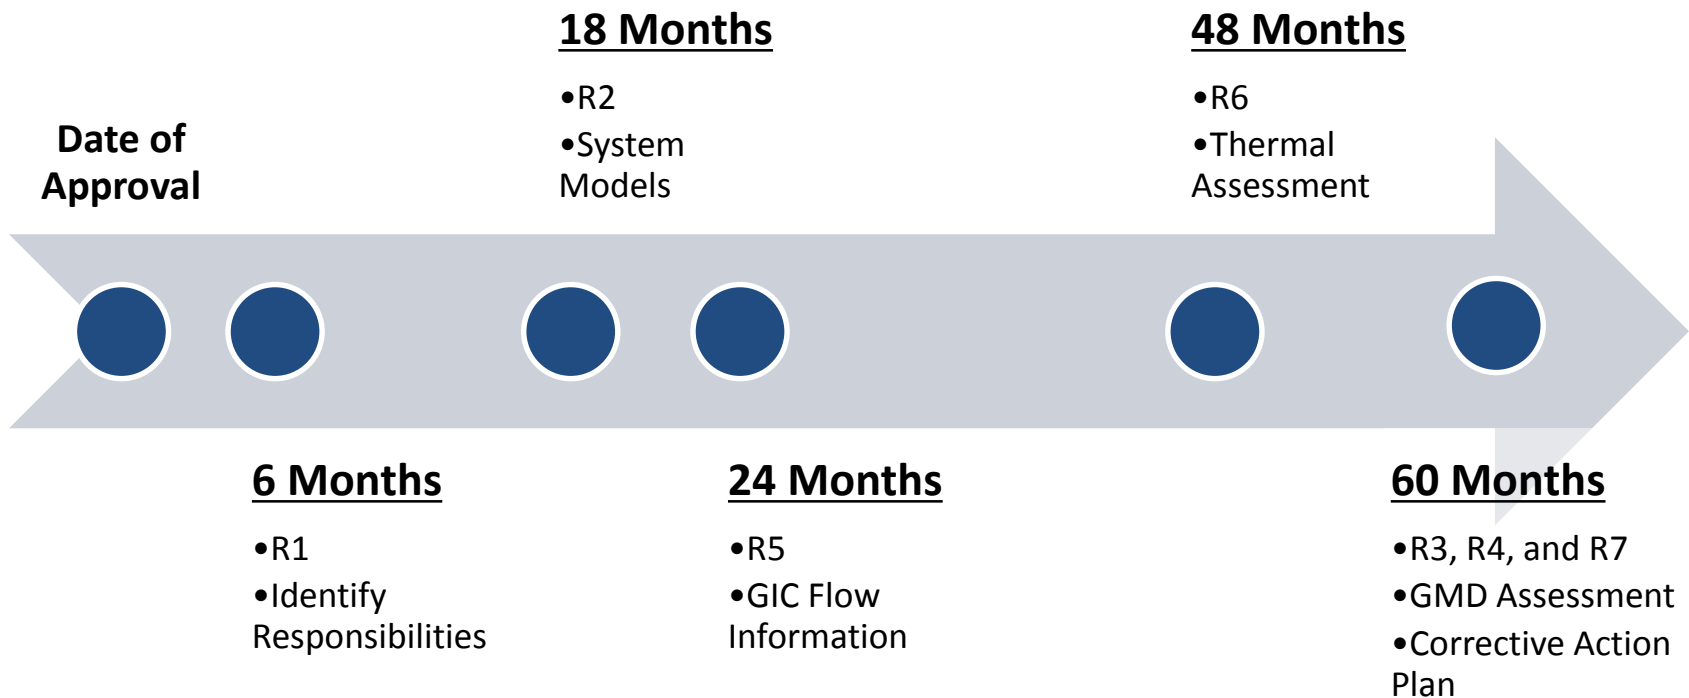 Date of
Approval
6 Months
•R1
•Identify
Responsibilities
18 Months
•R2
•System
Models
24 Months
•R5
•GIC Flow
Information
48 Months
•R6
•Thermal
Assessment
60 Months
•R3, R4, and R7
•GMD Assessment
•Corrective Action
Plan